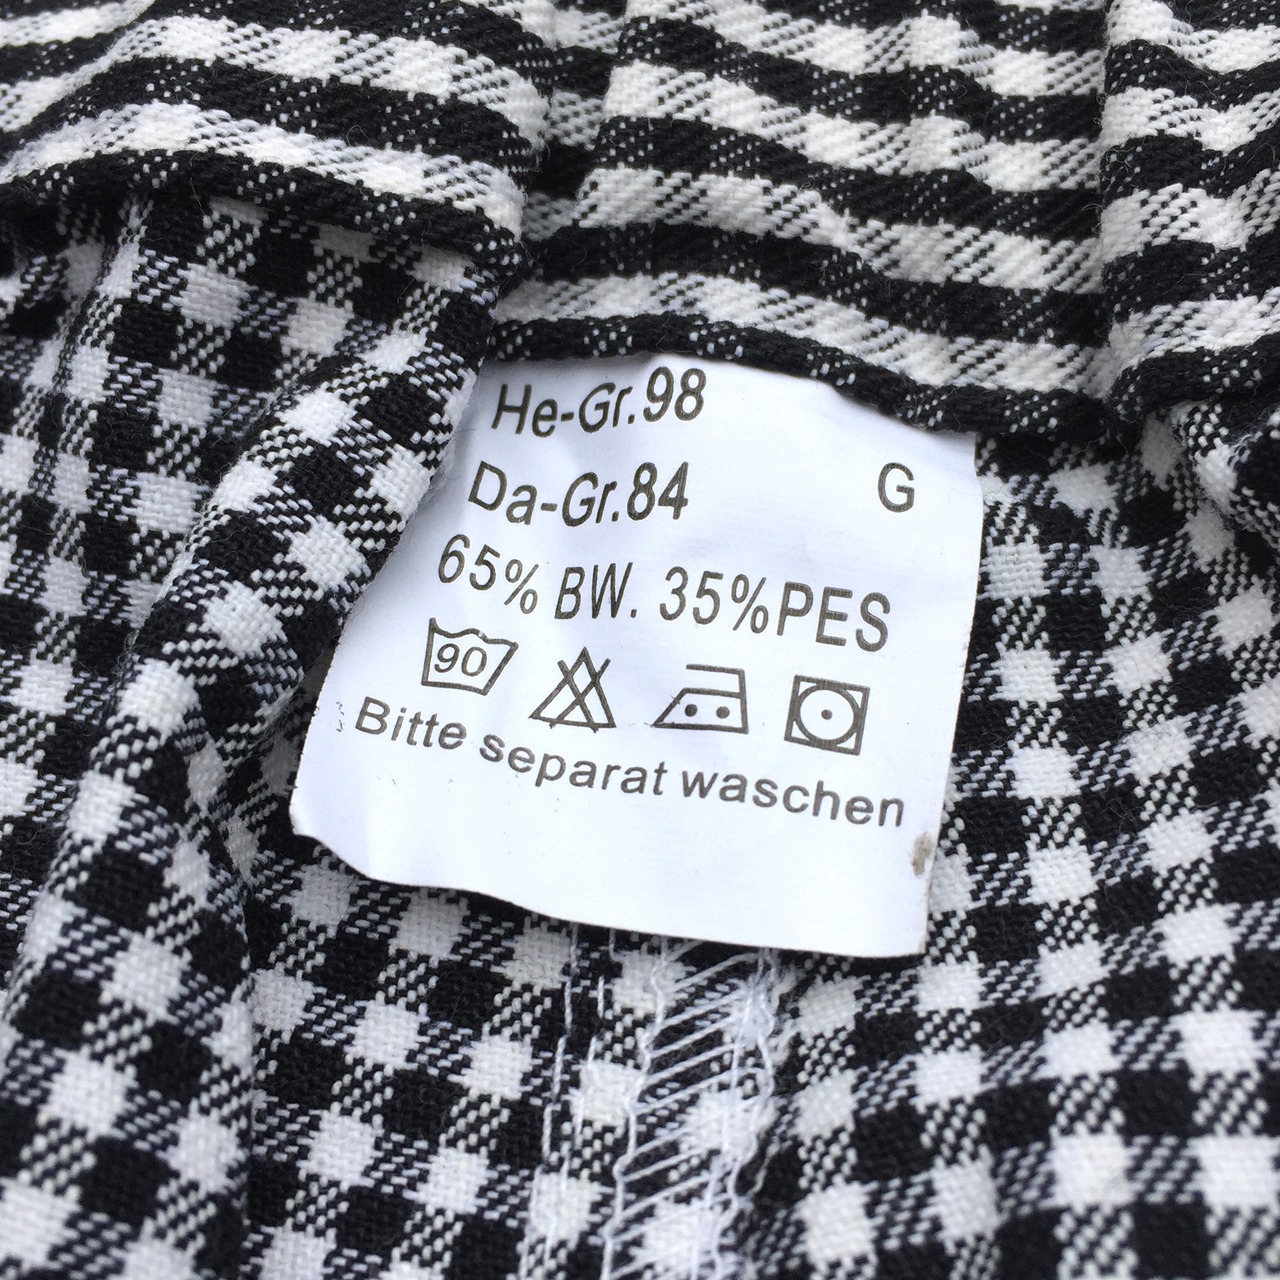 He-Gr.98
Da-Gr.84 G
65% BW. 35%PES
90
Bitte separat waschen